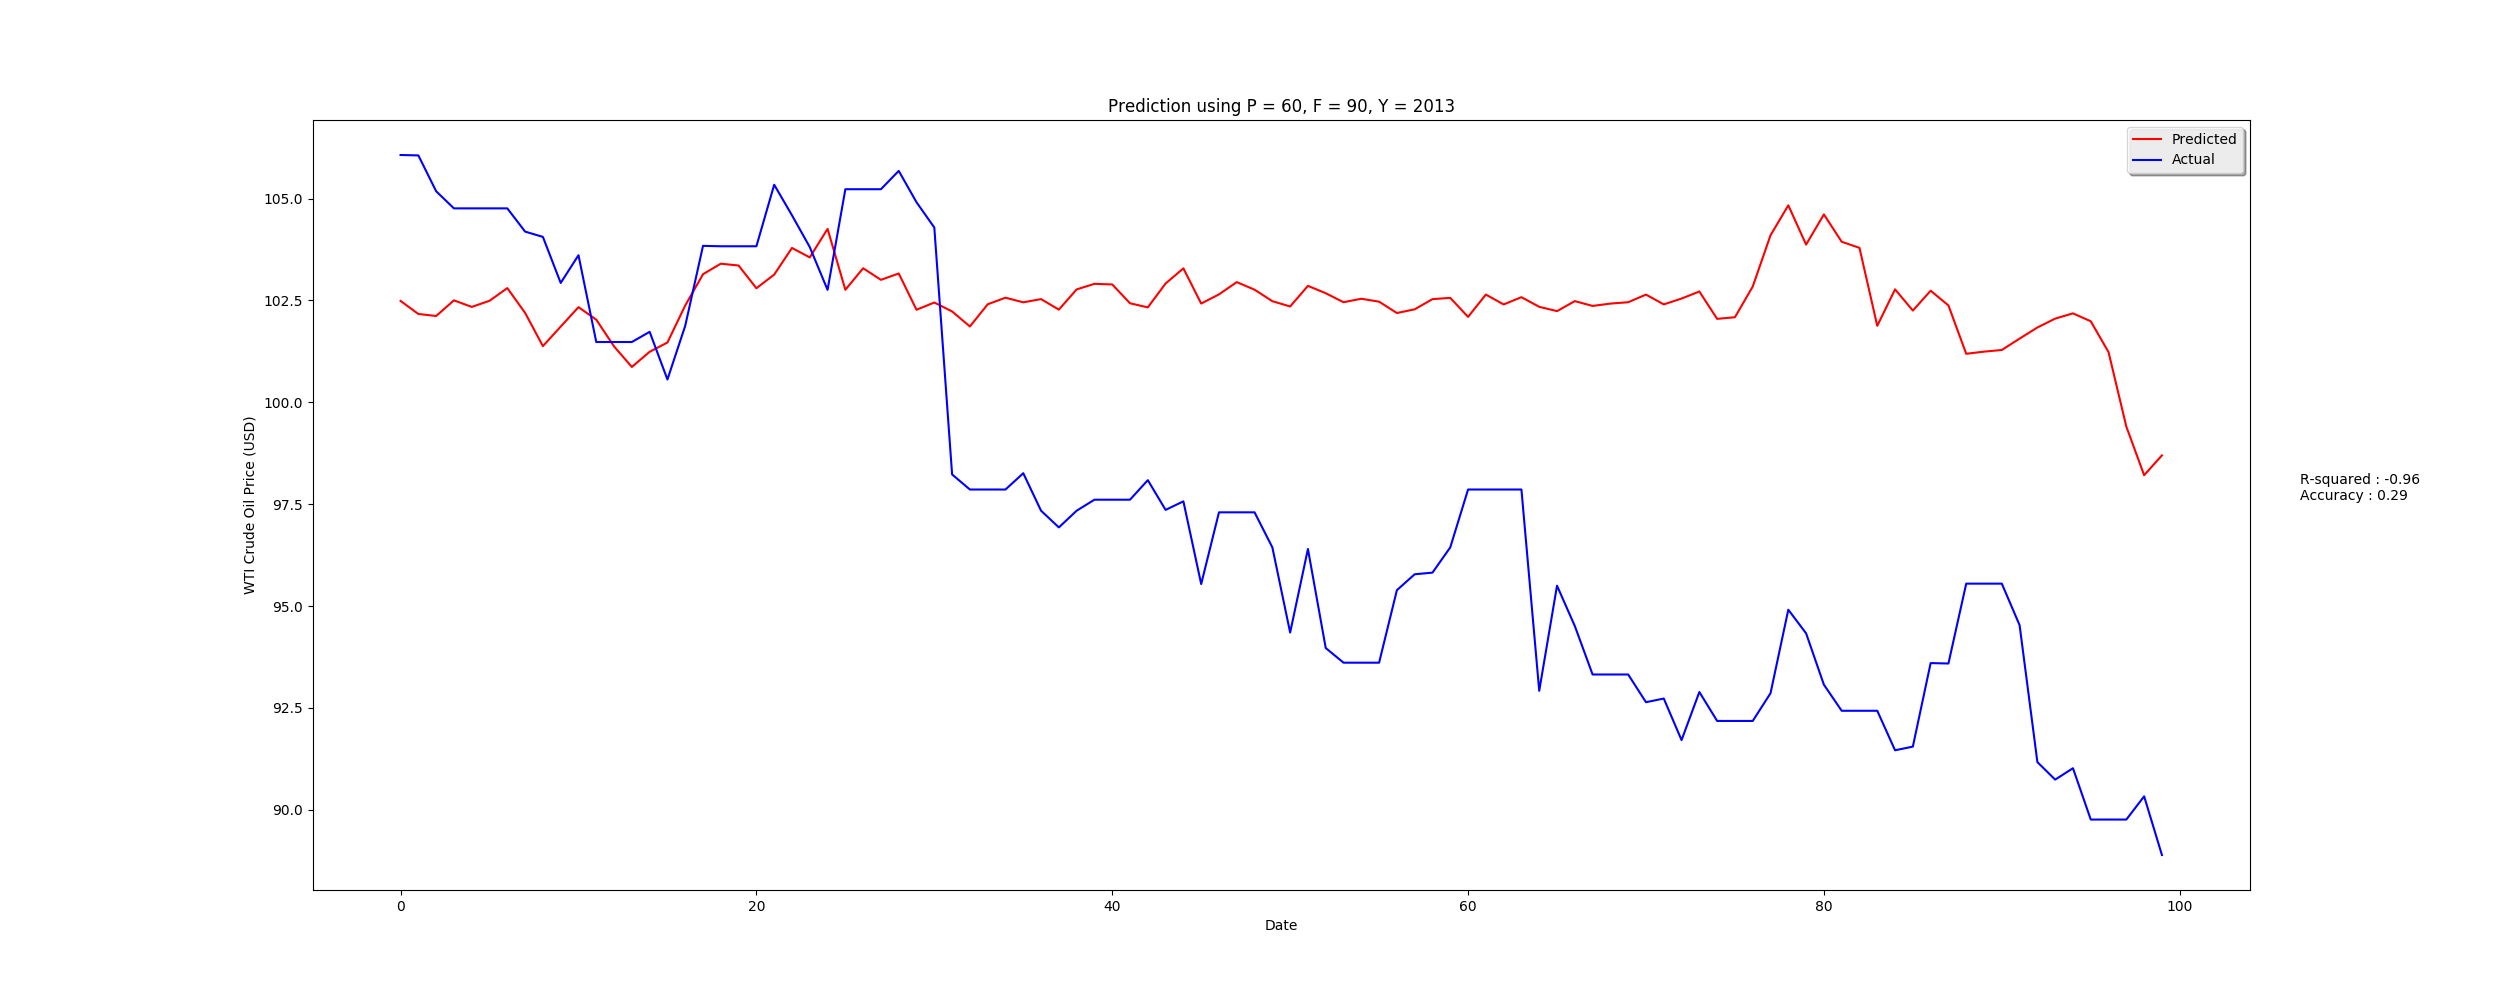 Prediction using P = 60, F = 90, Y = 2013
Predicted
Actual
105.0
102.5
100.0
97.5
95.0
92.5
90.0
WTI Crude Oil Price (USD)
R-squared : -0.96
Accuracy : 0.29
0
20
40
60
80
100
Date